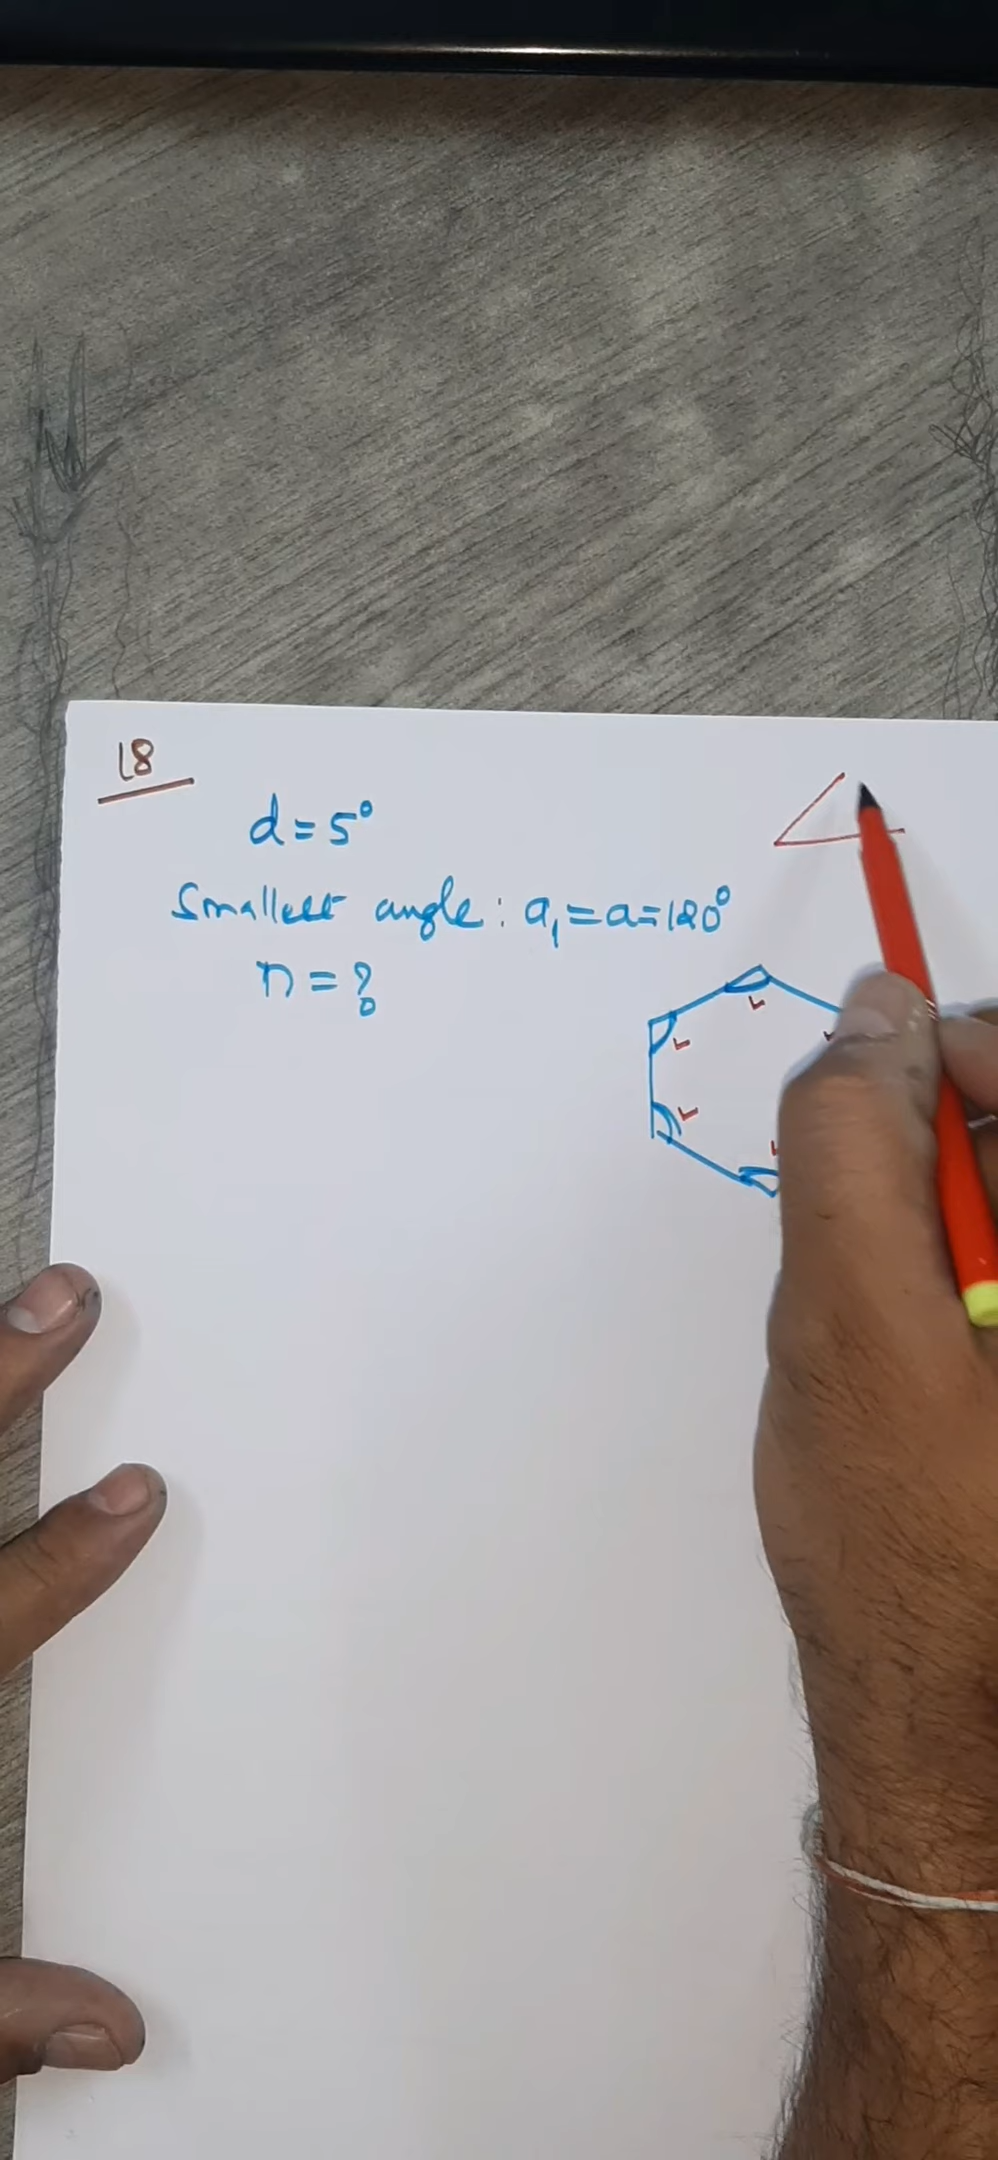 18
d = 5°
Smallest angle : a₁ = a = 120°
n = ?